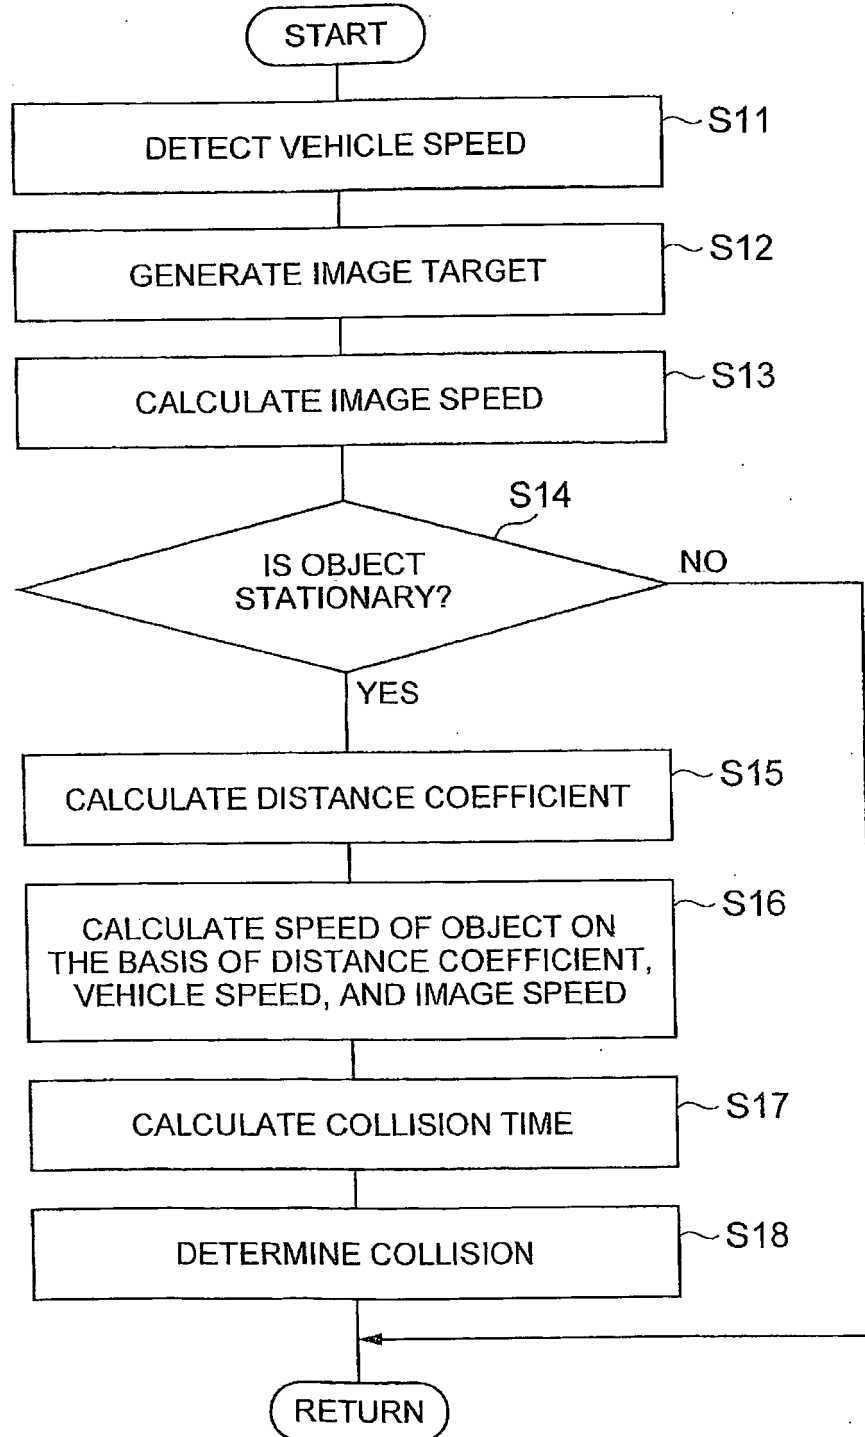 START
DETECT VEHICLE SPEED
S11
GENERATE IMAGE TARGET
S12
CALCULATE IMAGE SPEED
S13
S14
IS OBJECT
STATIONARY?
NO
YES
CALCULATE DISTANCE COEFFICIENT
S15
CALCULATE SPEED OF OBJECT ON
THE BASIS OF DISTANCE COEFFICIENT,
VEHICLE SPEED, AND IMAGE SPEED
S16
CALCULATE COLLISION TIME
S17
DETERMINE COLLISION
S18
RETURN